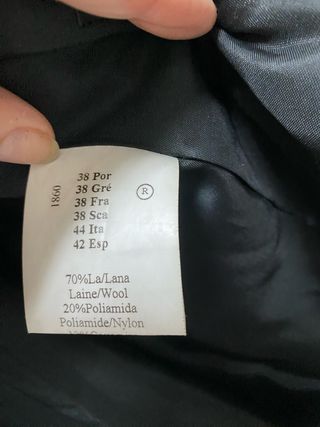 1860
38 Por
38 Gré
38 Fra
38 Sca
44 Ita
42 Esp
®
70%La/Lana
Laine/Wool
20%Poliamida
Poliamide/Nylon